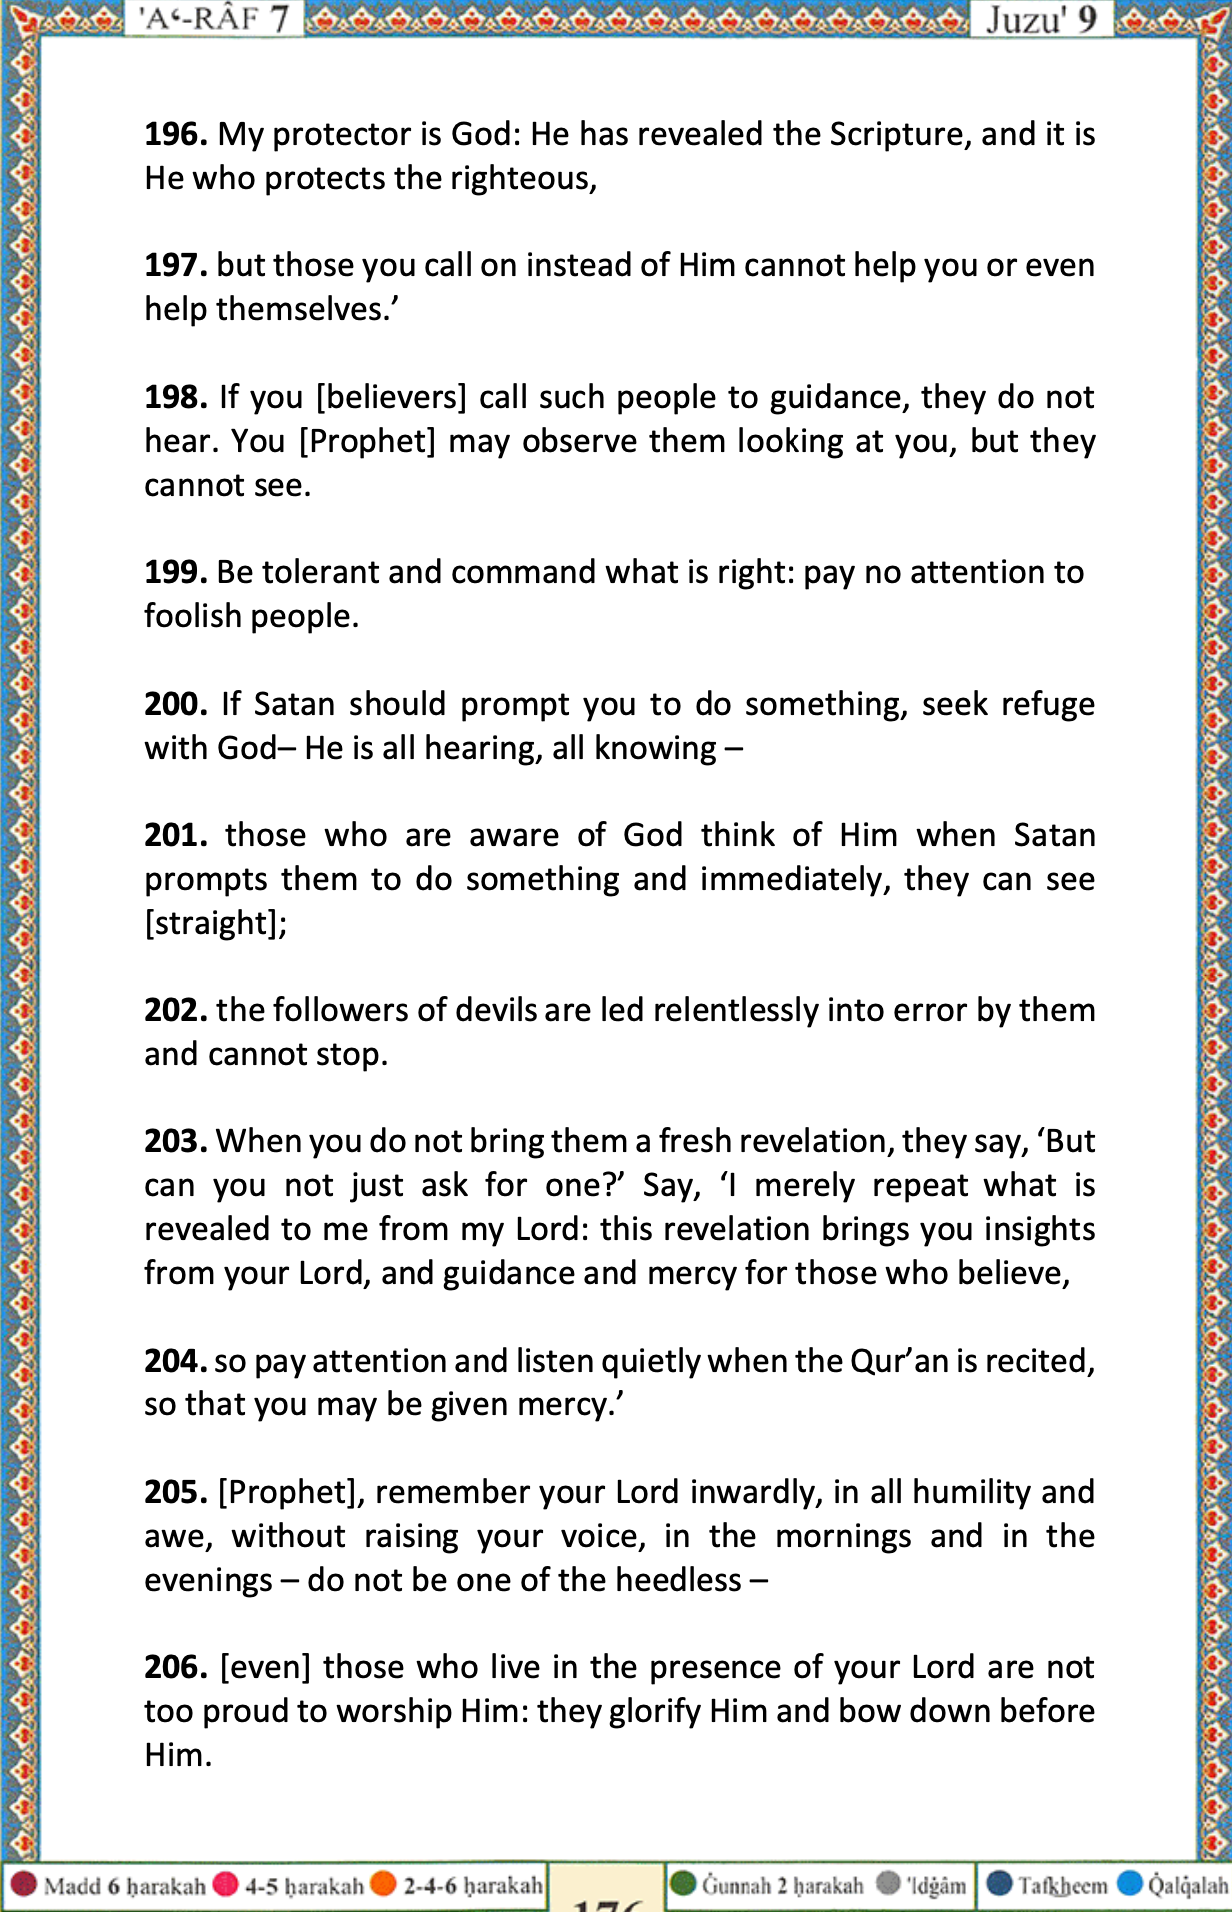 'A‘-RÂF 7 Juzu' 9
196. My protector is God: He has revealed the Scripture, and it is
He who protects the righteous,
197. but those you call on instead of Him cannot help you or even
help themselves.’
198. If you [believers] call such people to guidance, they do not
hear. You [Prophet] may observe them looking at you, but they
cannot see.
199. Be tolerant and command what is right: pay no attention to
foolish people.
200. If Satan should prompt you to do something, seek refuge
with God– He is all hearing, all knowing –
201. those who are aware of God think of Him when Satan
prompts them to do something and immediately, they can see
[straight];
202. the followers of devils are led relentlessly into error by them
and cannot stop.
203. When you do not bring them a fresh revelation, they say, ‘But
can you not just ask for one?’ Say, ‘I merely repeat what is
revealed to me from my Lord: this revelation brings you insights
from your Lord, and guidance and mercy for those who believe,
204. so pay attention and listen quietly when the Qur’an is recited,
so that you may be given mercy.’
205. [Prophet], remember your Lord inwardly, in all humility and
awe, without raising your voice, in the mornings and in the
evenings – do not be one of the heedless –
206. [even] those who live in the presence of your Lord are not
too proud to worship Him: they glorify Him and bow down before
Him.
Madd 6 ḥarakah 4-5 ḥarakah 2-4-6 ḥarakah 176 Ġunnah 2 ḥarakah 'Idġâm Tafkheem Q̇alq̇alah